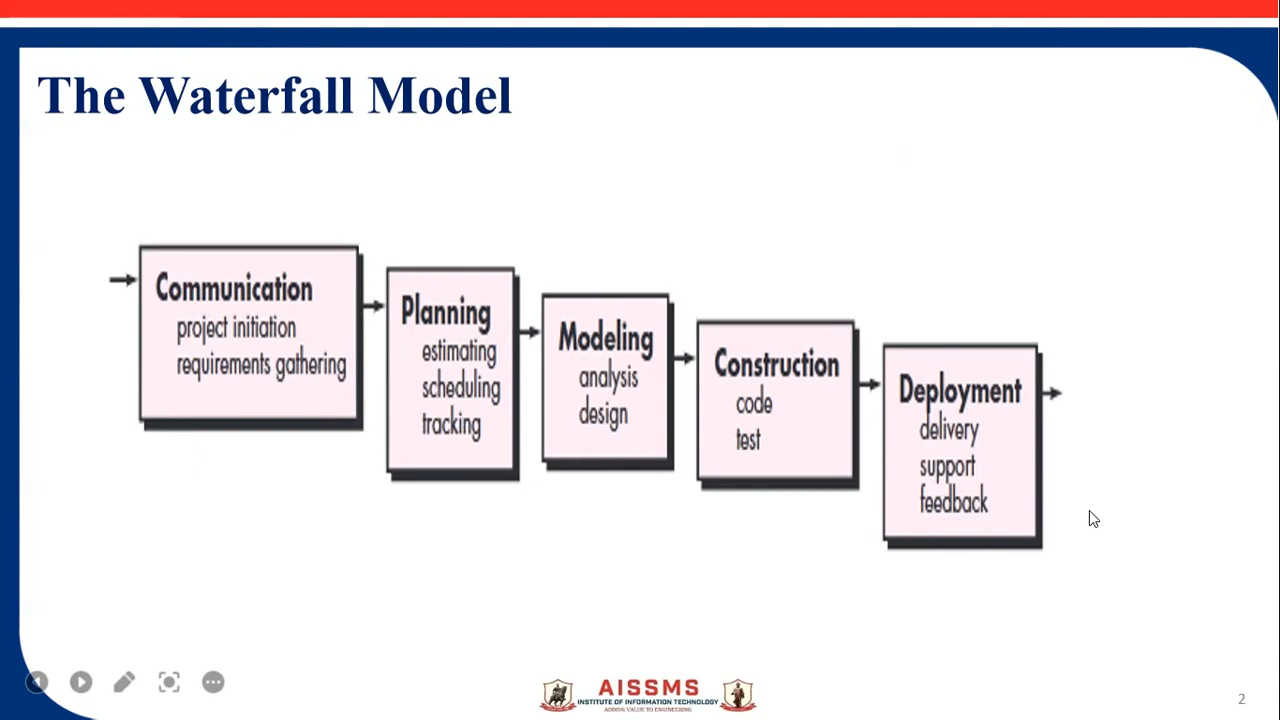 The Waterfall Model
Communication
project initiation
requirements gathering
Planning
estimating
scheduling
tracking
Modeling
analysis
design
Construction
code
test
Deployment
delivery
support
feedback
AISSMS
INSTITUTE OF INFORMATION TECHNOLOGY
ADDING VALUE TO ENGINEERING
2